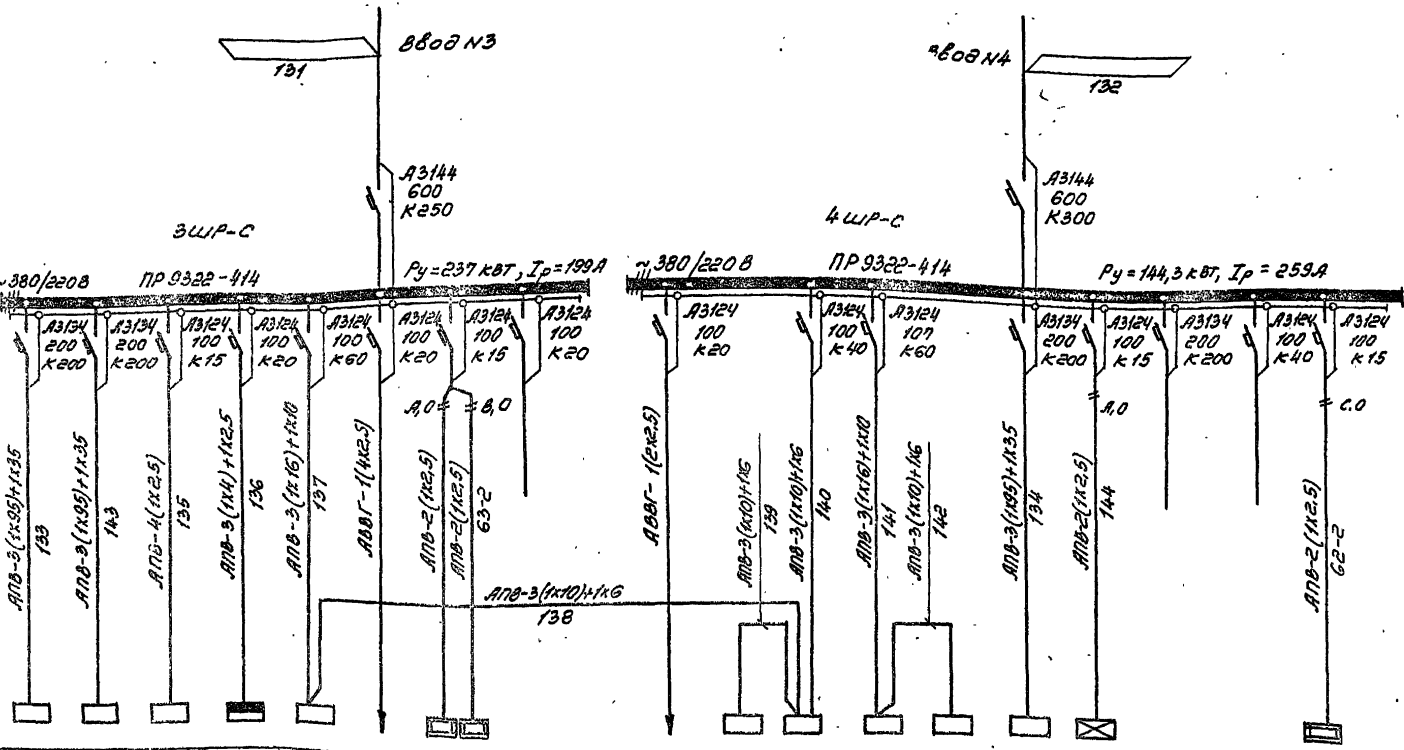 Ввод N3
131
Ввод N4
132
А3144
600
К250
А3144
600
К300
3ШР-С
4ШР-С
~380/220В
ПР 9322-414
Ру=237 кВт, Iр=199А
~380/220В
ПР 9322-414
Ру=144,3 кВт, Iр=259А
А3134
200
К200
А3134
200
К200
А3124
100
К15
А3124
100
К20
А3124
100
К60
А3124
100
К20
А3124
100
К15
А3124
100
К20
А3124
100
К20
А3124
100
К40
А3124
107
К60
А3134
200
К200
А3124
100
К15
А3134
200
К200
А3124
100
К40
А3124
100
К15
А,0
В,0
А,0
С.0
АПВ-3(1х95)+1х35
133
АПВ-3(1х95)+1х35
143
АПВ-4(1х2,5)
135
АПВ-3(1х4)+1х2,5
136
АПВ-3(1х16)+1х10
137
АВВГ-1(4х2,5)
АПВ-2(1х2,5)
АПВ-2(1х2,5)
63-2
АПВ-3(1х10)+1х6
138
АВВГ-1(2х2,5)
АПВ-3(1х10)+1х6
139
АПВ-3(1х10)+1х6
140
АПВ-3(1х16)+1х10
141
АПВ-3(1х10)+1х6
142
АПВ-3(1х95)+1х35
134
АПВ-2(1х2,5)
144
АПВ-2(1х2,5)
62-2